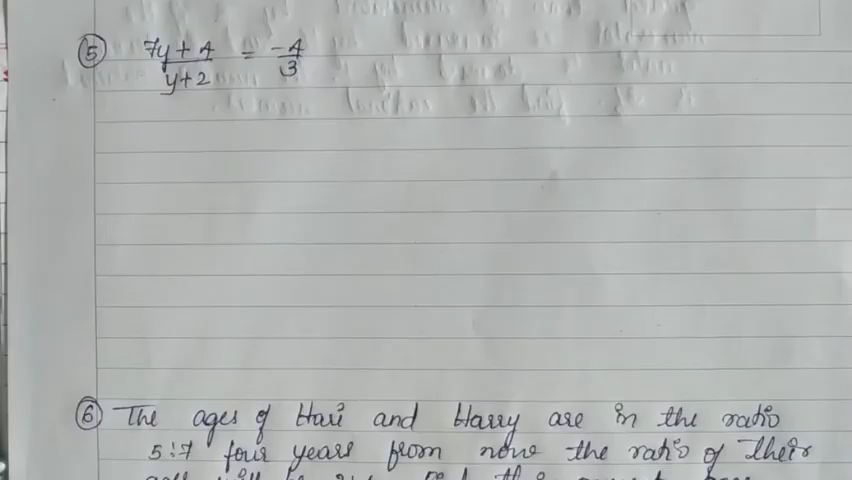 ⑤ 7y+4 / y+2 = -4 / 3
⑥ The ages of Hari and Harry are in the ratio
5:7 four years from now the ratio of their